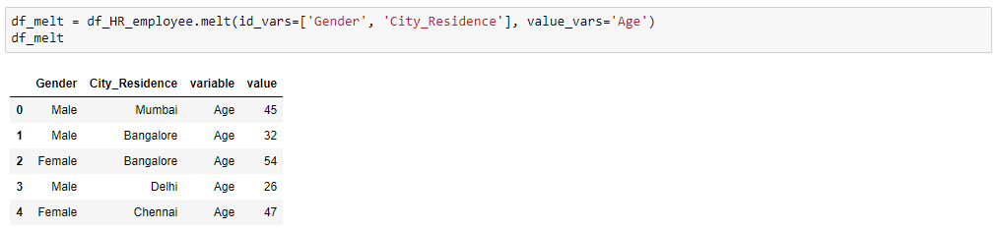 df_melt = df_HR_employee.melt(id_vars=['Gender', 'City_Residence'], value_vars='Age')
df_melt
Gender City_Residence variable value
0 Male Mumbai Age 45
1 Male Bangalore Age 32
2 Female Bangalore Age 54
3 Male Delhi Age 26
4 Female Chennai Age 47